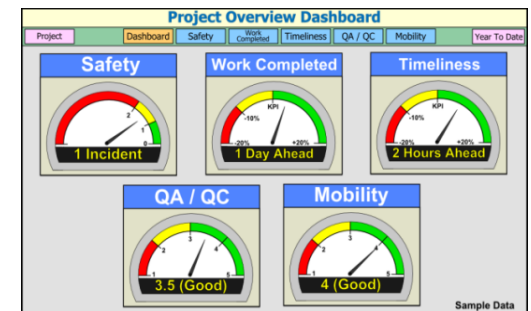 Project Overview Dashboard
Project
Dashboard
Safety
Work Completed
Timeliness
QA / QC
Mobility
Year To Date
Safety
2
1
0
1 Incident
Work Completed
KPI
-10%
-20%
+20%
1 Day Ahead
Timeliness
KPI
-10%
-20%
+20%
2 Hours Ahead
QA / QC
1
2
3
4
5
3.5 (Good)
Mobility
1
2
3
4
5
4 (Good)
Sample Data